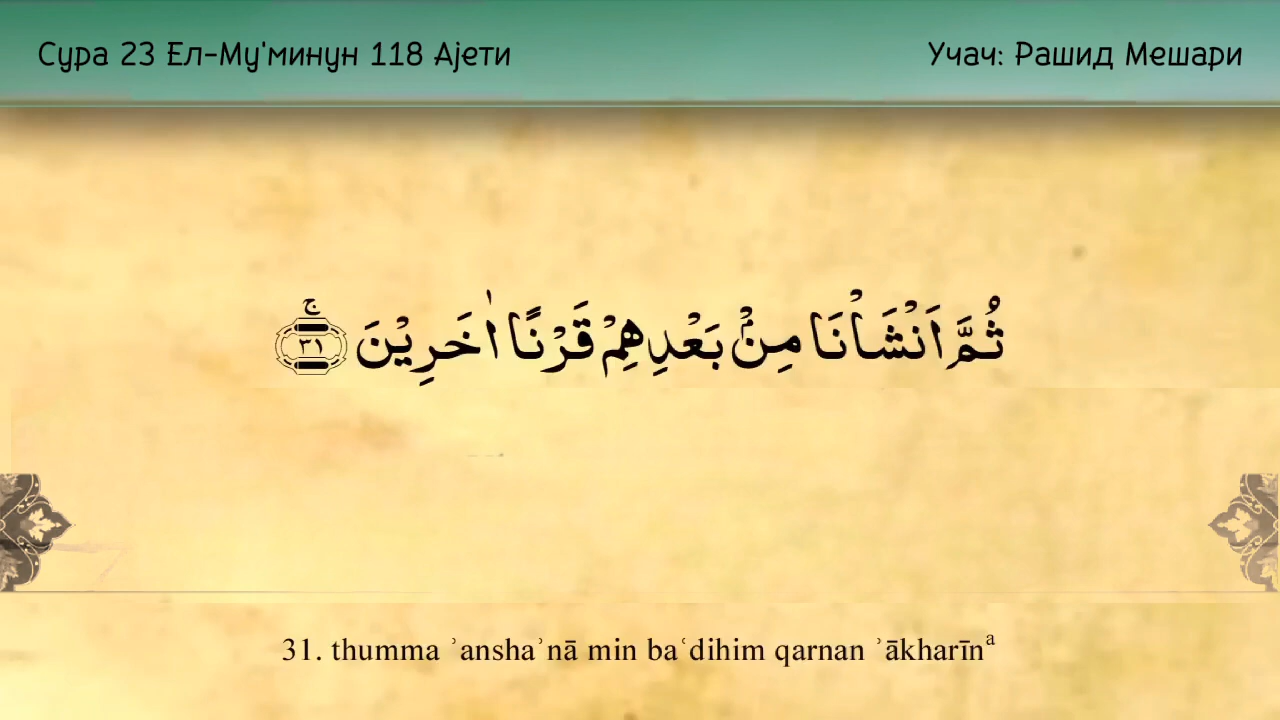 Сура 23 Ел-Му'минун 118 Ајети
Учач: Рашид Мешари
ثُمَّ اَنْشَاْنَا مِنْۢ بَعْدِهِمْ قَرْنًا اٰخَرِيْنَ ۚ ٣١
31. thumma ʾanshaʾnā min baʿdihim qarnan ʾākharīnᵃ